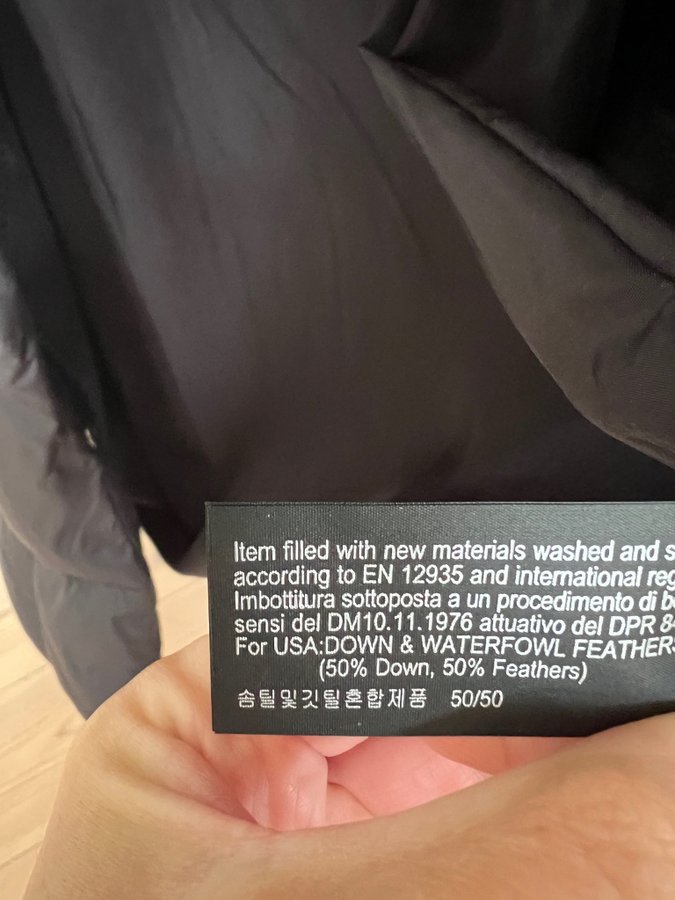 Item filled with new materials washed and s
according to EN 12935 and international reg
Imbottitura sottoposta a un procedimento di b
sensi del DM10.11.1976 attuativo del DPR 84
For USA:DOWN & WATERFOWL FEATHERS
(50% Down, 50% Feathers)
솜털및깃털혼합제품 50/50